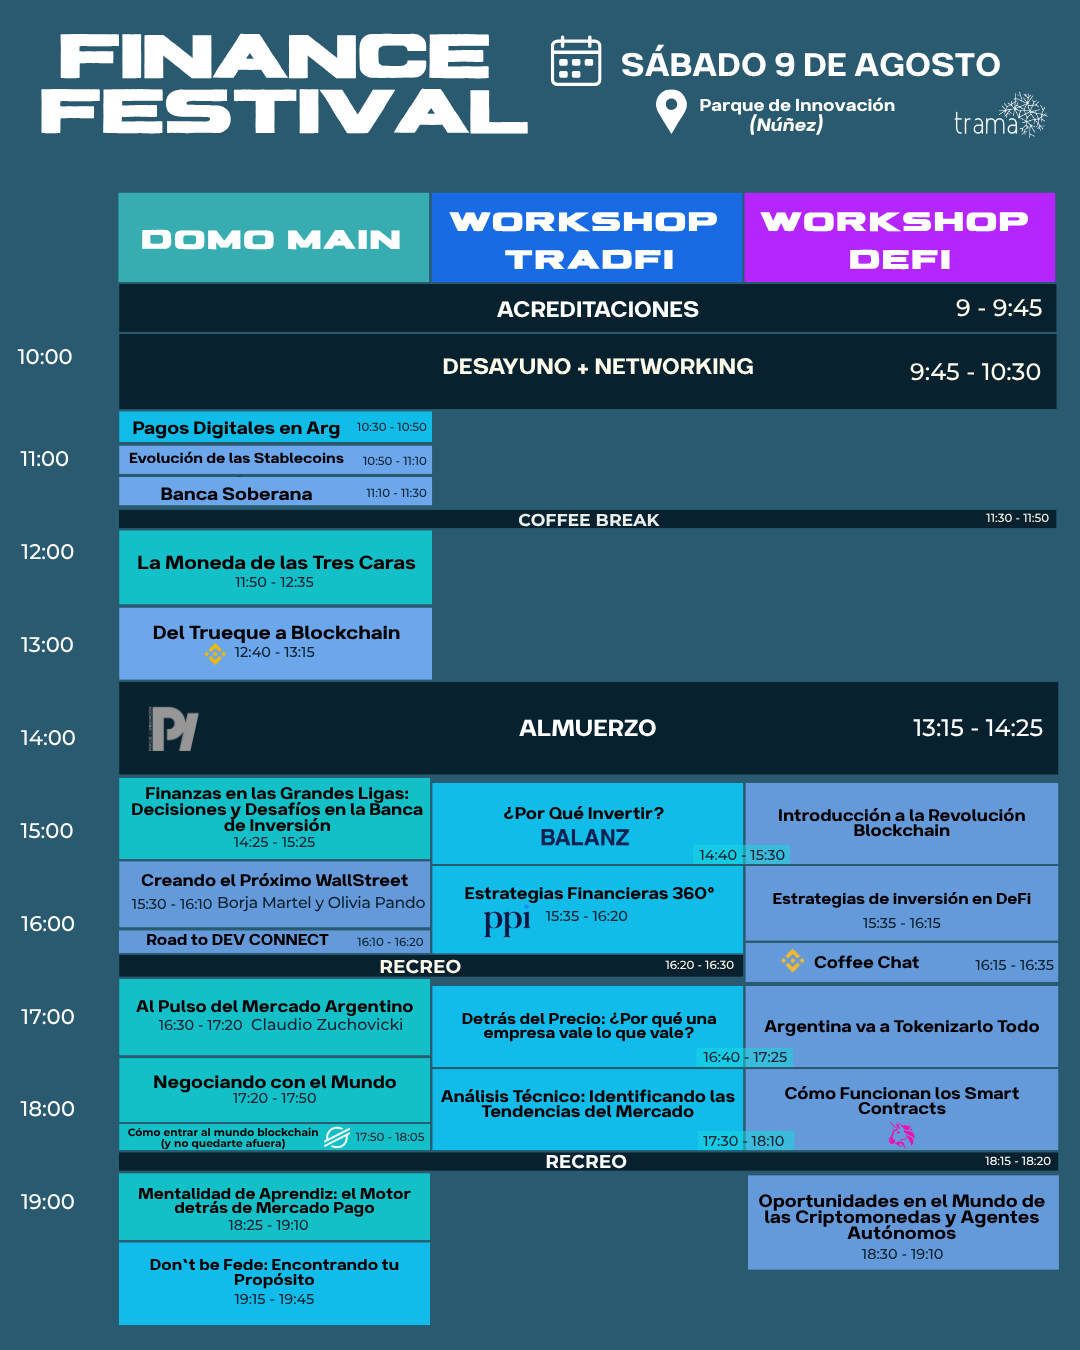 FINANCE
FESTIVAL
SÁBADO 9 DE AGOSTO
Parque de Innovación
(Núñez)
trama
DOMO MAIN
WORKSHOP
TRADFI
WORKSHOP
DEFI
ACREDITACIONES
9 - 9:45
10:00
DESAYUNO + NETWORKING
9:45 - 10:30
Pagos Digitales en Arg
10:30 - 10:50
11:00
Evolución de las Stablecoins
10:50 - 11:10
Banca Soberana
11:10 - 11:30
COFFEE BREAK
11:30 - 11:50
12:00
La Moneda de las Tres Caras
11:50 - 12:35
13:00
Del Trueque a Blockchain
12:40 - 13:15
14:00
PI
ALMUERZO
13:15 - 14:25
Finanzas en las Grandes Ligas:
Decisiones y Desafíos en la Banca
de Inversión
14:25 - 15:25
15:00
¿Por Qué Invertir?
BALANZ
Introducción a la Revolución
Blockchain
14:40 - 15:30
Creando el Próximo WallStreet
15:30 - 16:10 Borja Martel y Olivia Pando
Estrategias Financieras 360°
ppi
15:35 - 16:20
Estrategias de inversión en DeFi
15:35 - 16:15
16:00
Road to DEV CONNECT
16:10 - 16:20
Coffee Chat
16:15 - 16:35
RECREO
16:20 - 16:30
17:00
Al Pulso del Mercado Argentino
16:30 - 17:20 Claudio Zuchovicki
Detrás del Precio: ¿Por qué una
empresa vale lo que vale?
Argentina va a Tokenizarlo Todo
16:40 - 17:25
Negociando con el Mundo
17:20 - 17:50
18:00
Análisis Técnico: Identificando las
Tendencias del Mercado
Cómo Funcionan los Smart
Contracts
Cómo entrar al mundo blockchain
(y no quedarte afuera)
17:50 - 18:05
17:30 - 18:10
RECREO
18:15 - 18:20
19:00
Mentalidad de Aprendiz: el Motor
detrás de Mercado Pago
18:25 - 19:10
Oportunidades en el Mundo de
las Criptomonedas y Agentes
Autónomos
18:30 - 19:10
Don`t be Fede: Encontrando tu
Propósito
19:15 - 19:45